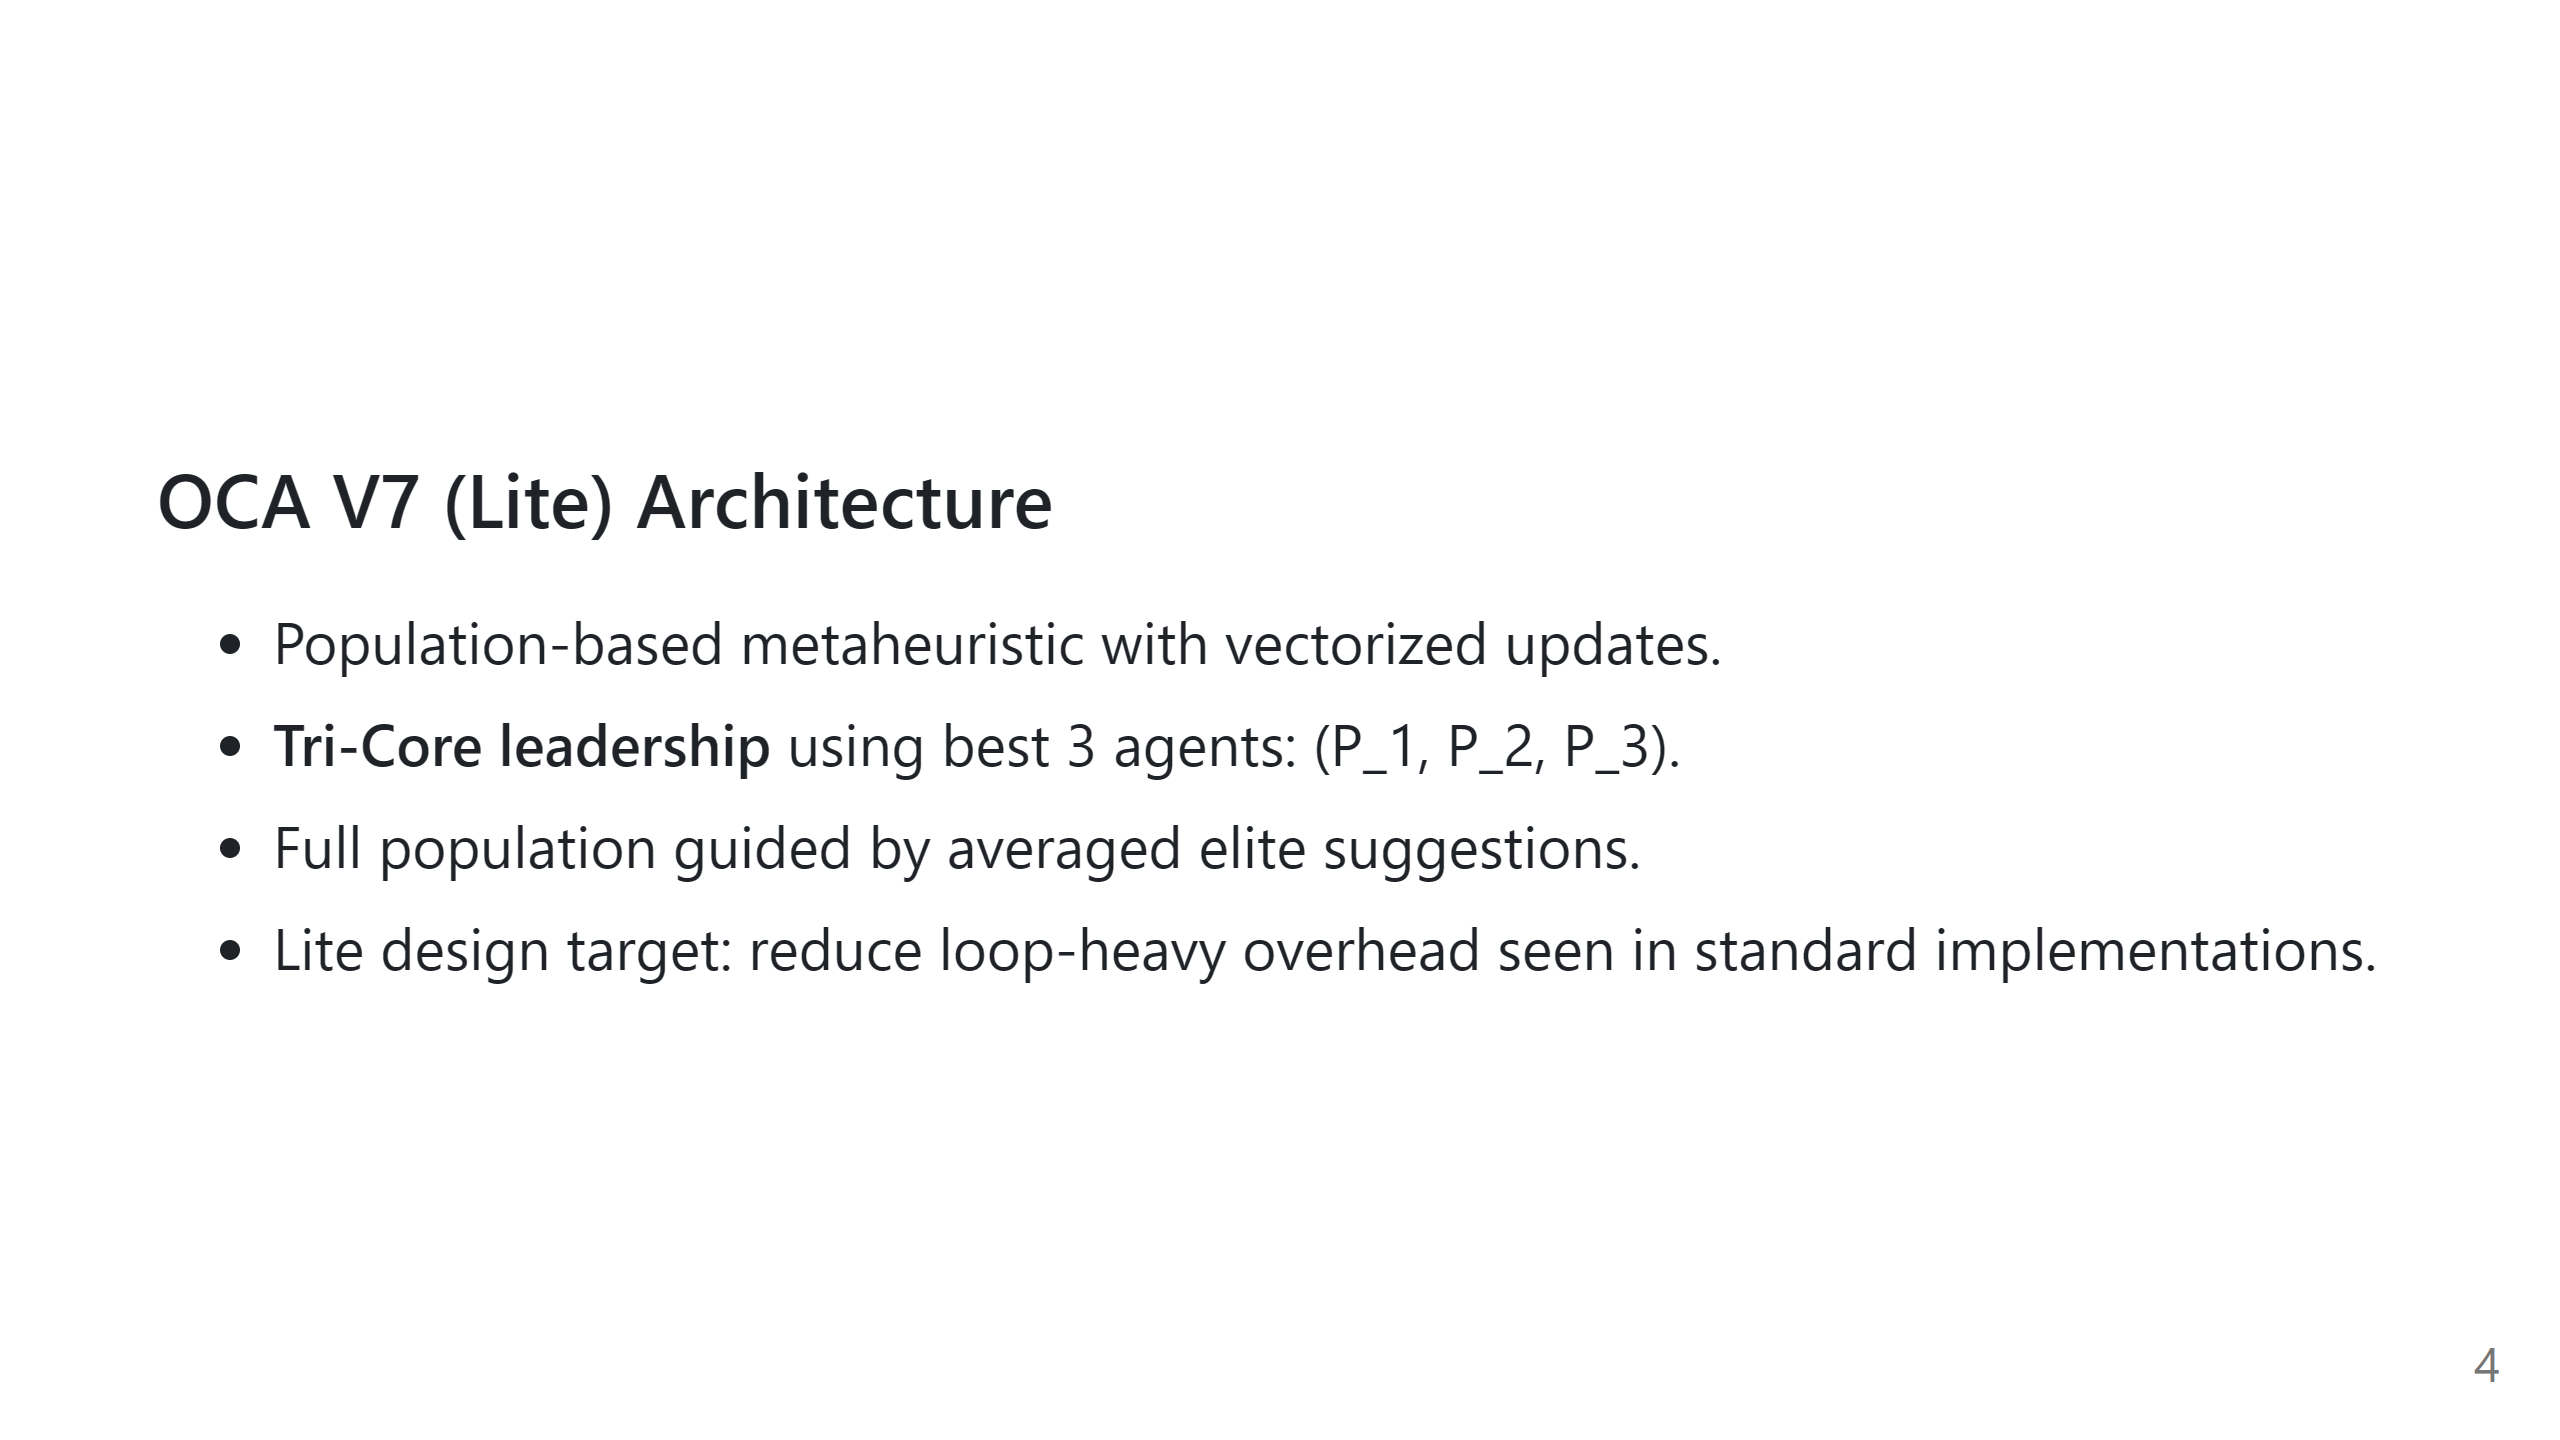 OCA V7 (Lite) Architecture
• Population-based metaheuristic with vectorized updates.
• Tri-Core leadership using best 3 agents: (P_1, P_2, P_3).
• Full population guided by averaged elite suggestions.
• Lite design target: reduce loop-heavy overhead seen in standard implementations.
4